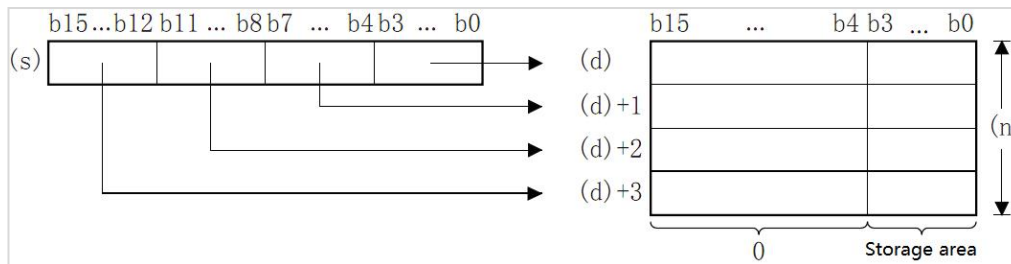 b15...b12 b11 ... b8 b7 ... b4 b3 ... b0 b15 ... b4 b3 ... b0
(s) (d)
(d)+1
(n
(d)+2
(d)+3
0 Storage area